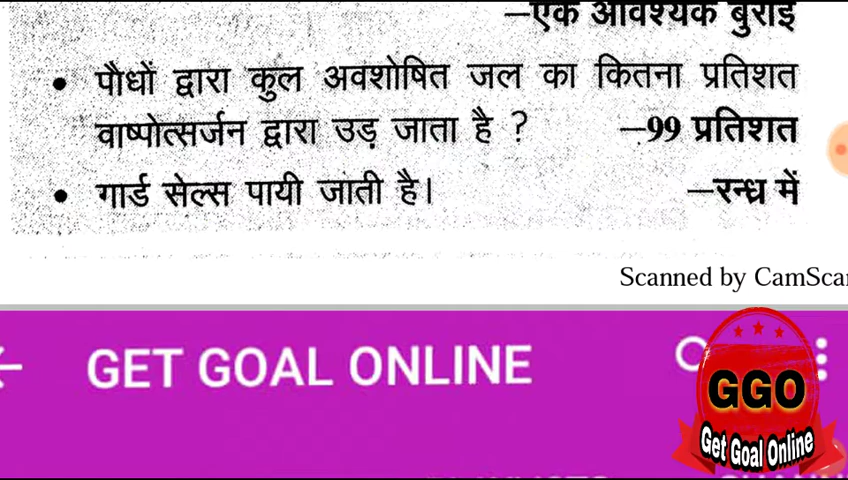 –एक आवश्यक बुराई
• पौधों द्वारा कुल अवशोषित जल का कितना प्रतिशत
वाष्पोत्सर्जन द्वारा उड़ जाता है ? –99 प्रतिशत
• गार्ड सेल्स पायी जाती है। –रन्ध्र में
Scanned by CamScan
GET GOAL ONLINE
GGO
Get Goal Online